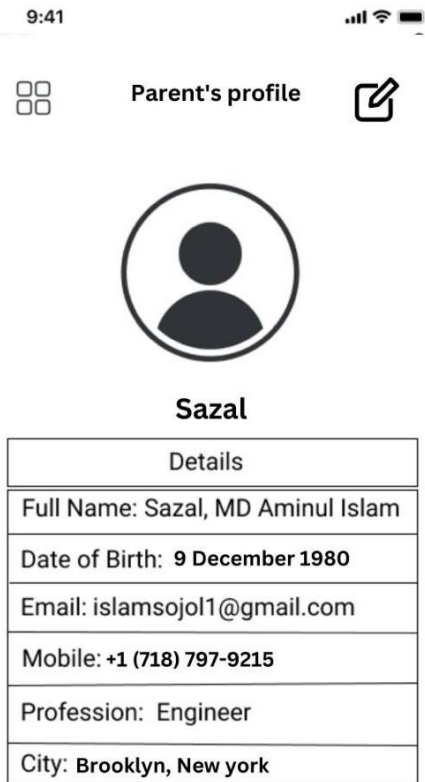 9:41
Parent's profile
Sazal
Details
Full Name: Sazal, MD Aminul Islam
Date of Birth: 9 December 1980
Email: islamsojol1@gmail.com
Mobile: +1 (718) 797-9215
Profession: Engineer
City: Brooklyn, New york